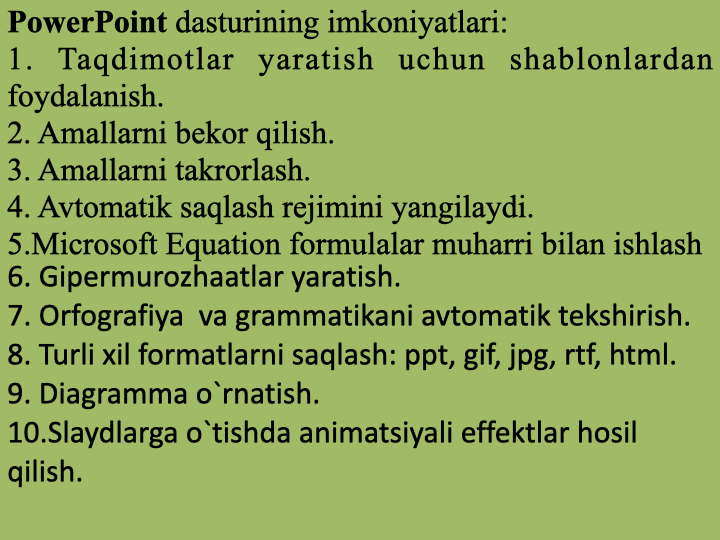 PowerPoint dasturining imkoniyatlari:
1. Taqdimotlar yaratish uchun shablonlardan
foydalanish.
2. Amallarni bekor qilish.
3. Amallarni takrorlash.
4. Avtomatik saqlash rejimini yangilaydi.
5.Microsoft Equation formulalar muharri bilan ishlash
6. Gipermurozhaatlar yaratish.
7. Orfografiya  va grammatikani avtomatik tekshirish.
8. Turli xil formatlarni saqlash: ppt, gif, jpg, rtf, html.
9. Diagramma o`rnatish.
10.Slaydlarga o`tishda animatsiyali effektlar hosil
qilish.